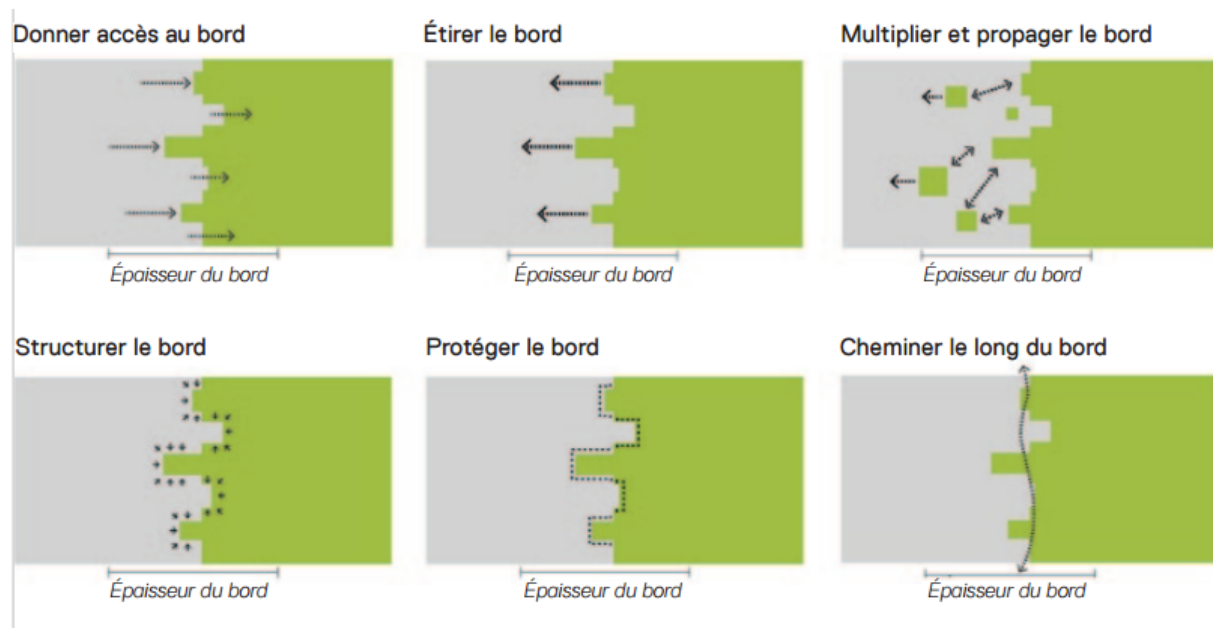 Donner accès au bord
Étirer le bord
Multiplier et propager le bord
Épaisseur du bord
Épaisseur du bord
Épaisseur du bord
Structurer le bord
Protéger le bord
Cheminer le long du bord
Épaisseur du bord
Épaisseur du bord
Épaisseur du bord